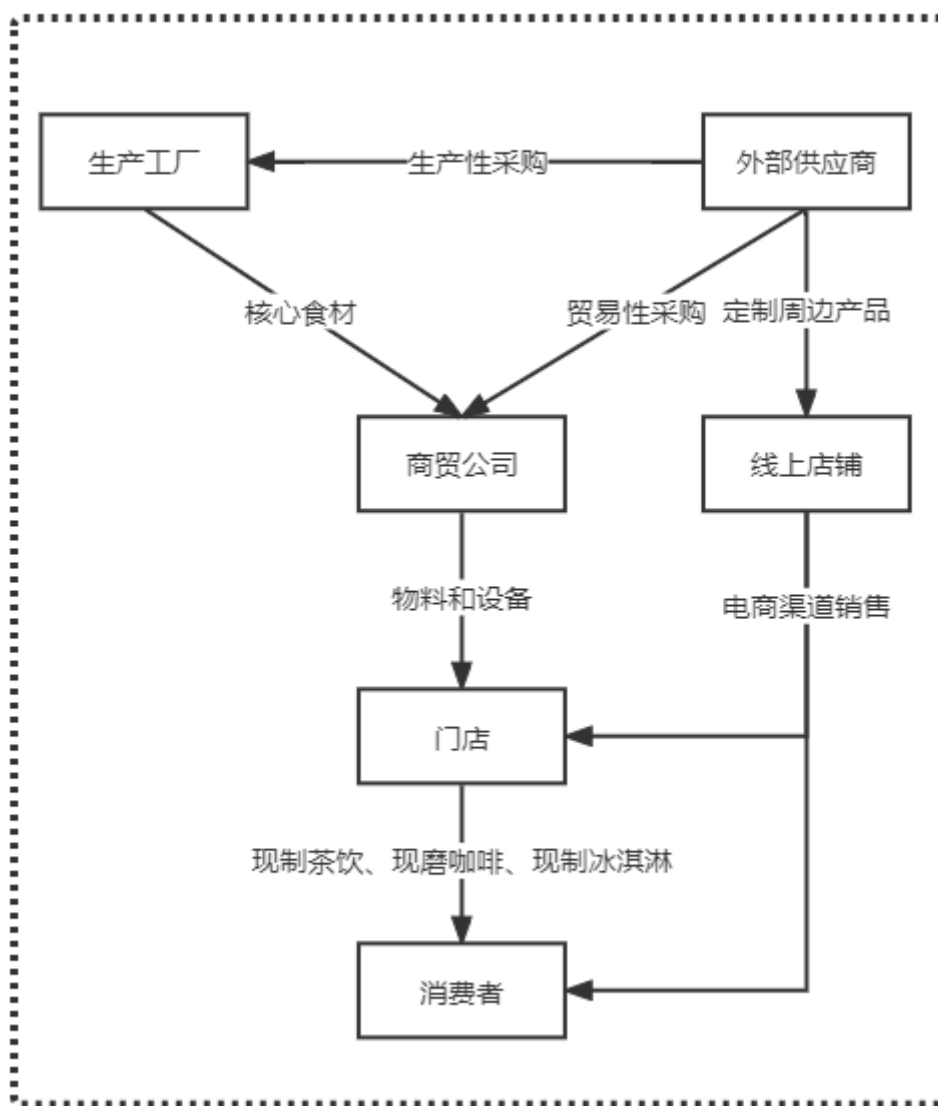 生产工厂
生产性采购
外部供应商
核心食材
贸易性采购
定制周边产品
商贸公司
线上店铺
物料和设备
电商渠道销售
门店
现制茶饮、现磨咖啡、现制冰淇淋
消费者